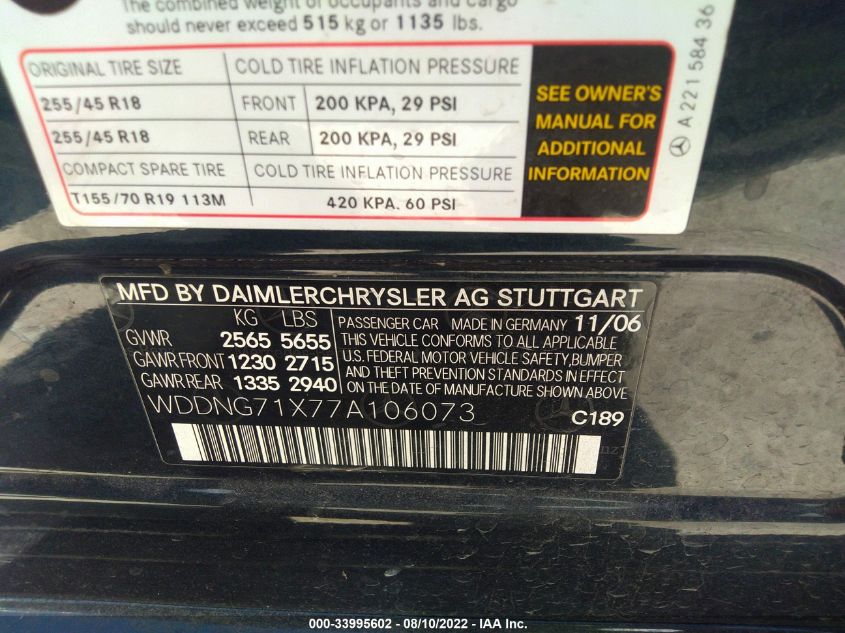 The combined weight of occupants and cargo
should never exceed 515 kg or 1135 lbs.
ORIGINAL TIRE SIZE COLD TIRE INFLATION PRESSURE
255/45 R18 FRONT 200 KPA, 29 PSI
255/45 R18 REAR 200 KPA, 29 PSI
COMPACT SPARE TIRE COLD TIRE INFLATION PRESSURE
T155/70 R19 113M 420 KPA. 60 PSI
SEE OWNER'S
MANUAL FOR
ADDITIONAL
INFORMATION
A 221 584 36
MFD BY DAIMLERCHRYSLER AG STUTTGART
KG LBS
GVWR 2565 5655
GAWR FRONT 1230 2715
GAWR REAR 1335 2940
PASSENGER CAR MADE IN GERMANY 11/06
THIS VEHICLE CONFORMS TO ALL APPLICABLE
U.S. FEDERAL MOTOR VEHICLE SAFETY, BUMPER
AND THEFT PREVENTION STANDARDS IN EFFECT
ON THE DATE OF MANUFACTURE SHOWN ABOVE
WDDNG71X77A106073 C189
000-33995602 - 08/10/2022 - IAA Inc.